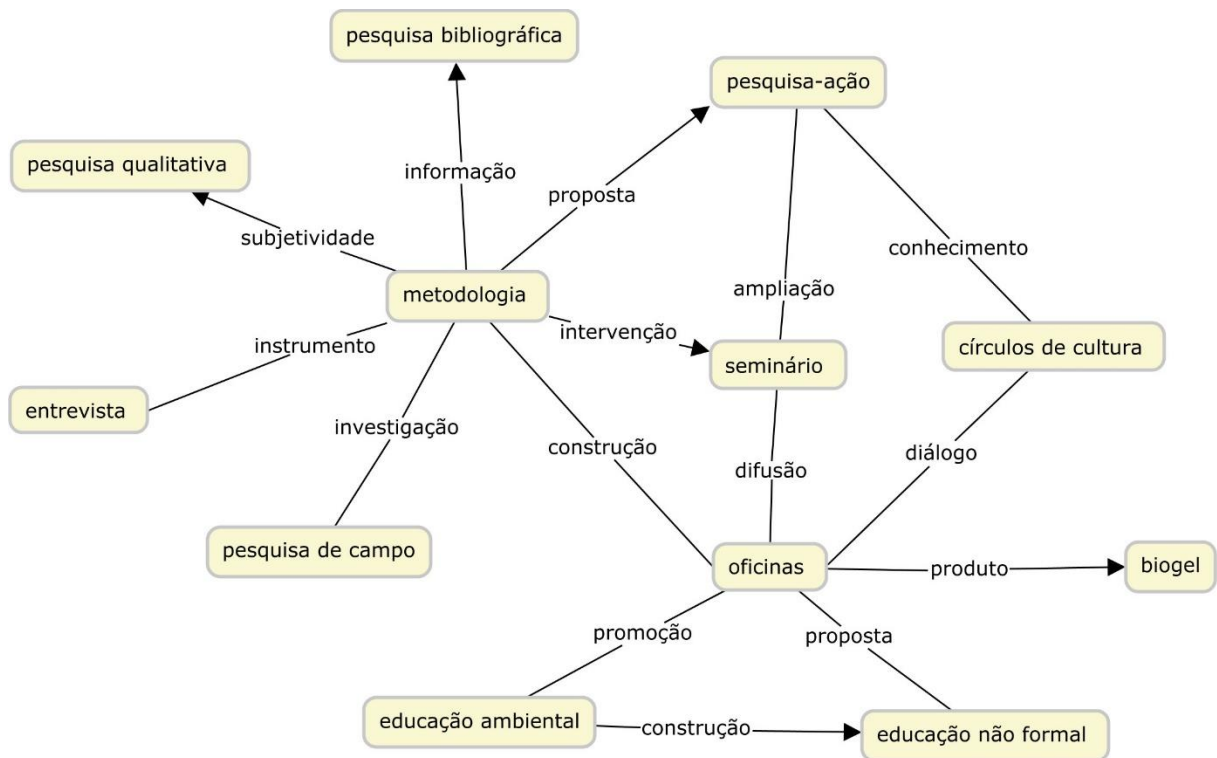 pesquisa bibliográfica
pesquisa-ação
pesquisa qualitativa
informação
proposta
subjetividade
conhecimento
metodologia
ampliação
intervenção
instrumento
seminário
círculos de cultura
entrevista
investigação
construção
diálogo
difusão
pesquisa de campo
oficinas
produto
biogel
promoção
proposta
educação ambiental
construção
educação não formal